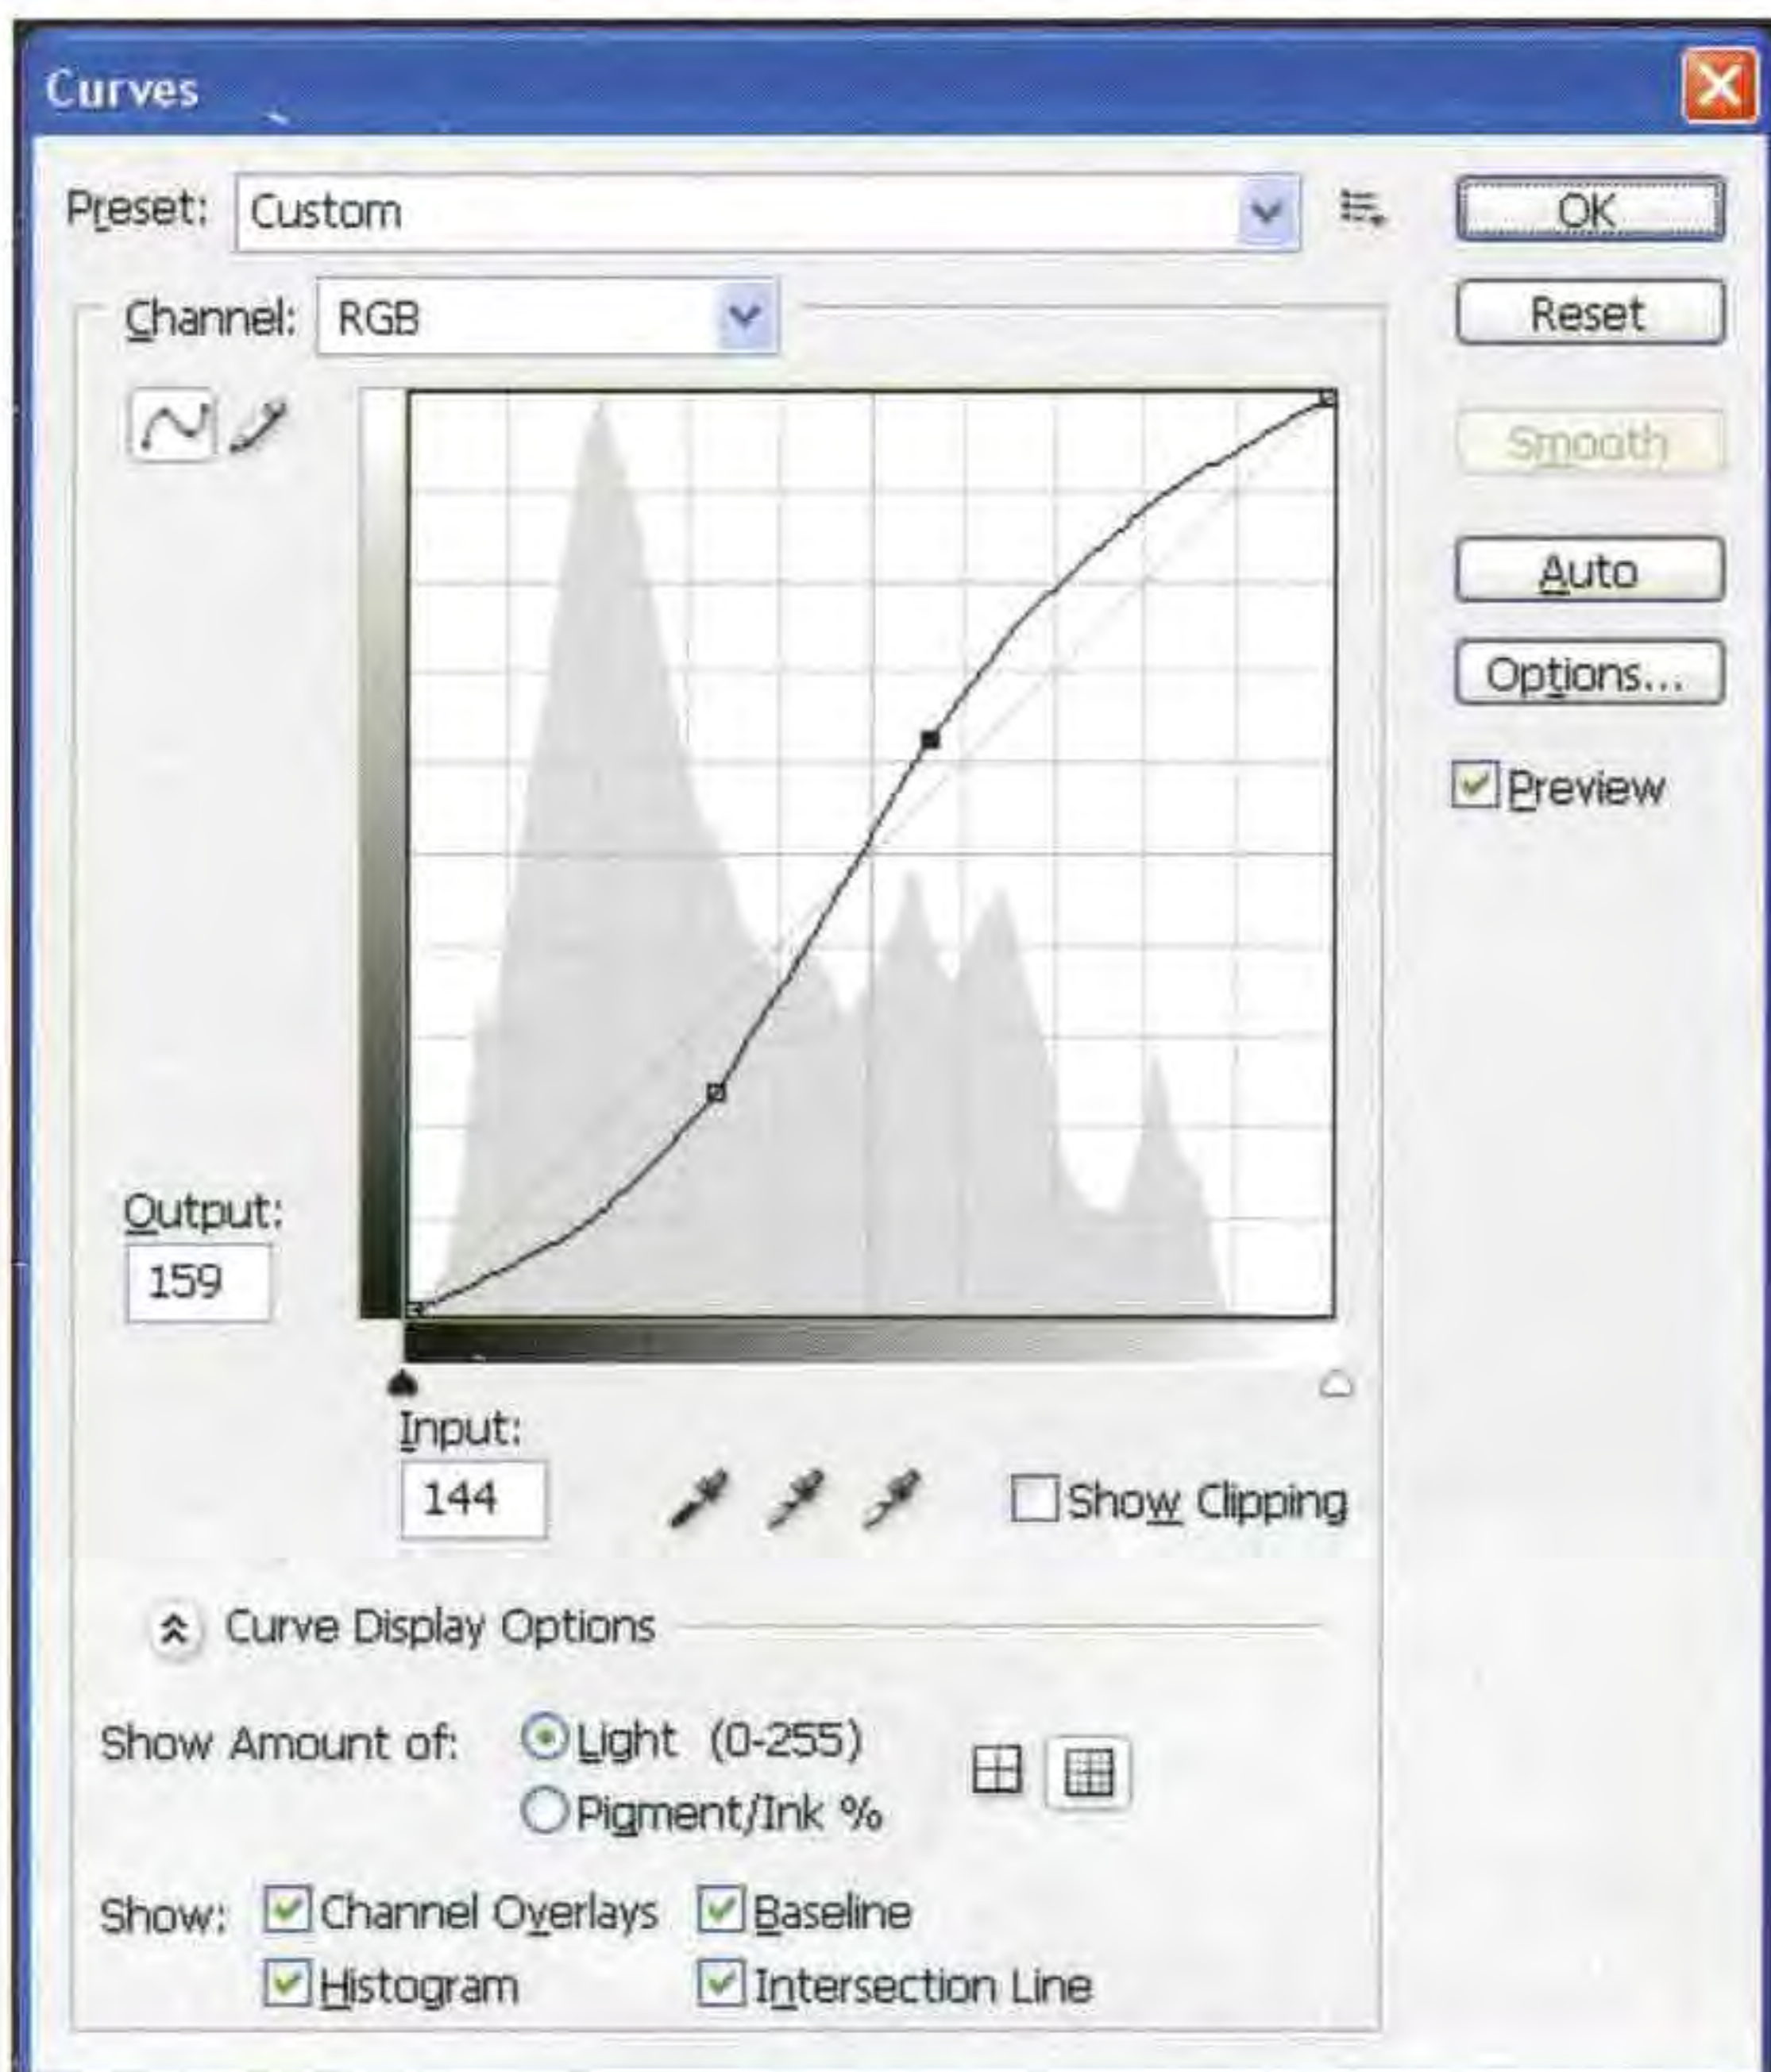 Curves
Preset: Custom
OK
Channel: RGB
Reset
Smooth
Auto
Options...
Preview
Output:
159
Input:
144
Show Clipping
Curve Display Options
Show Amount of: Light (0-255)
Pigment/Ink %
Show: Channel Overlays Baseline
Histogram Intersection Line